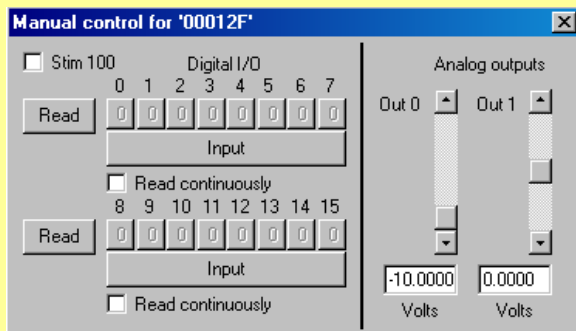 Manual control for '00012F'
Stim 100
Digital I/O
0 1 2 3 4 5 6 7
Read
0 0 0 0 0 0 0 0
Input
Read continuously
8 9 10 11 12 13 14 15
Read
0 0 0 0 0 0 0 0
Input
Read continuously
Analog outputs
Out 0 Out 1
-10.0000 0.0000
Volts Volts